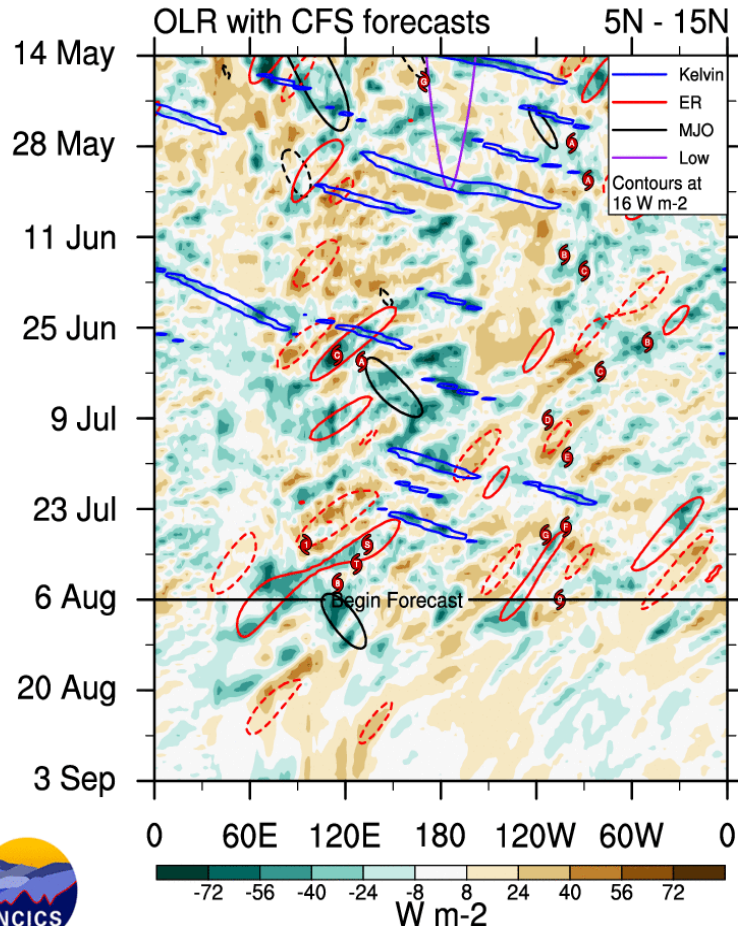 OLR with CFS forecasts 5N - 15N
14 May
28 May
11 Jun
25 Jun
9 Jul
23 Jul
6 Aug
20 Aug
3 Sep
Kelvin
ER
MJO
Low
Contours at
16 W m-2
G
A
A
B
C
B
C
A
C
D
E
F
G
1
S
T
Begin Forecast
0 60E 120E 180 120W 60W 0
-72 -56 -40 -24 -8 8 24 40 56 72
W m-2
NCICS